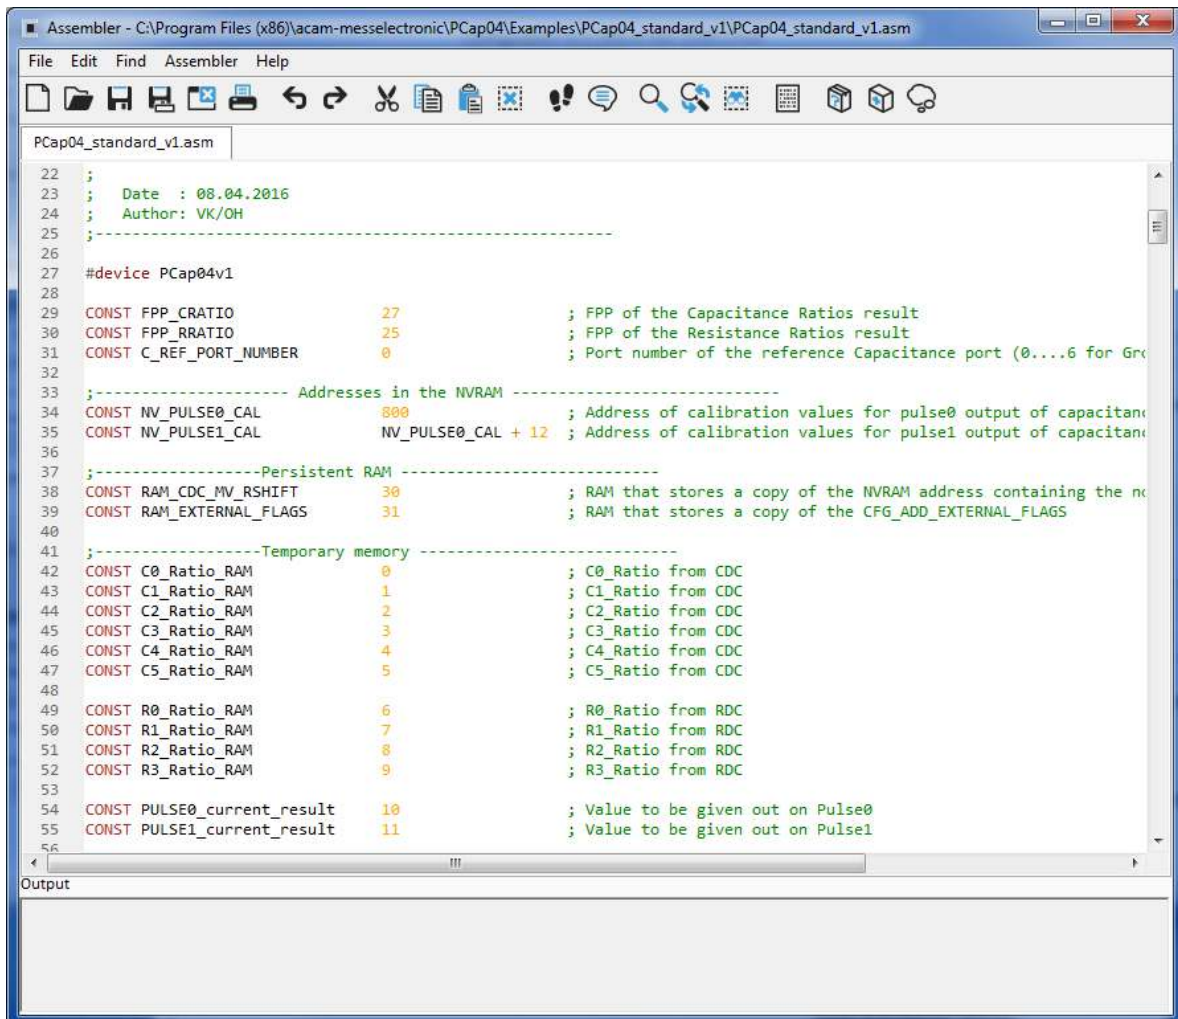 Assembler - C:\Program Files (x86)\acam-messelectronic\PCap04\Examples\PCap04_standard_v1\PCap04_standard_v1.asm
File Edit Find Assembler Help
PCap04_standard_v1.asm
22 ;
23 ; Date : 08.04.2016
24 ; Author: VK/OH
25 ;--------------------------------------------------------
26
27 #device PCap04v1
28
29 CONST FPP_CRATIO 27 ; FPP of the Capacitance Ratios result
30 CONST FPP_RRATIO 25 ; FPP of the Resistance Ratios result
31 CONST C_REF_PORT_NUMBER 0 ; Port number of the reference Capacitance port (0....6 for Gro
32
33 ;--------------------- Addresses in the NVRAM -----------------------------
34 CONST NV_PULSE0_CAL 800 ; Address of calibration values for pulse0 output of capacitanc
35 CONST NV_PULSE1_CAL NV_PULSE0_CAL + 12 ; Address of calibration values for pulse1 output of capacitanc
36
37 ;------------------Persistent RAM ----------------------------
38 CONST RAM_CDC_MV_RSHIFT 30 ; RAM that stores a copy of the NVRAM address containing the no
39 CONST RAM_EXTERNAL_FLAGS 31 ; RAM that stores a copy of the CFG_ADD_EXTERNAL_FLAGS
40
41 ;------------------Temporary memory ----------------------------
42 CONST C0_Ratio_RAM 0 ; C0_Ratio from CDC
43 CONST C1_Ratio_RAM 1 ; C1_Ratio from CDC
44 CONST C2_Ratio_RAM 2 ; C2_Ratio from CDC
45 CONST C3_Ratio_RAM 3 ; C3_Ratio from CDC
46 CONST C4_Ratio_RAM 4 ; C4_Ratio from CDC
47 CONST C5_Ratio_RAM 5 ; C5_Ratio from CDC
48
49 CONST R0_Ratio_RAM 6 ; R0_Ratio from RDC
50 CONST R1_Ratio_RAM 7 ; R1_Ratio from RDC
51 CONST R2_Ratio_RAM 8 ; R2_Ratio from RDC
52 CONST R3_Ratio_RAM 9 ; R3_Ratio from RDC
53
54 CONST PULSE0_current_result 10 ; Value to be given out on Pulse0
55 CONST PULSE1_current_result 11 ; Value to be given out on Pulse1
56
Output